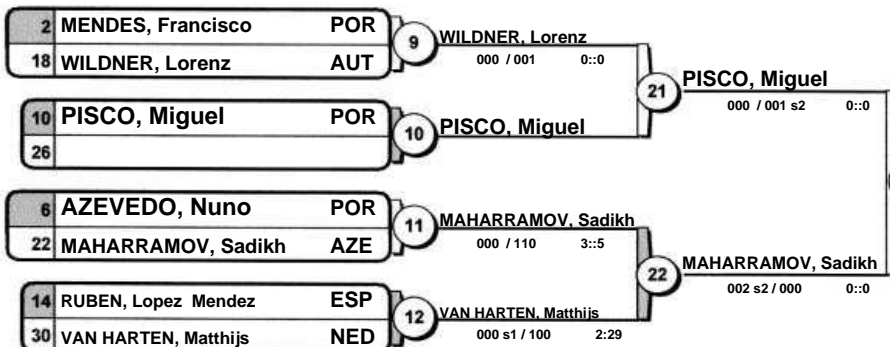 2 MENDES, Francisco POR
18 WILDNER, Lorenz AUT
9
WILDNER, Lorenz
000 / 001 0::0
10 PISCO, Miguel POR
26
10
PISCO, Miguel
21
PISCO, Miguel
000 / 001 s2 0::0
6 AZEVEDO, Nuno POR
22 MAHARRAMOV, Sadikh AZE
11
MAHARRAMOV, Sadikh
000 / 110 3::5
14 RUBEN, Lopez Mendez ESP
30 VAN HARTEN, Matthijs NED
12
VAN HARTEN, Matthijs
000 s1 / 100 2:29
22
MAHARRAMOV, Sadikh
002 s2 / 000 0::0